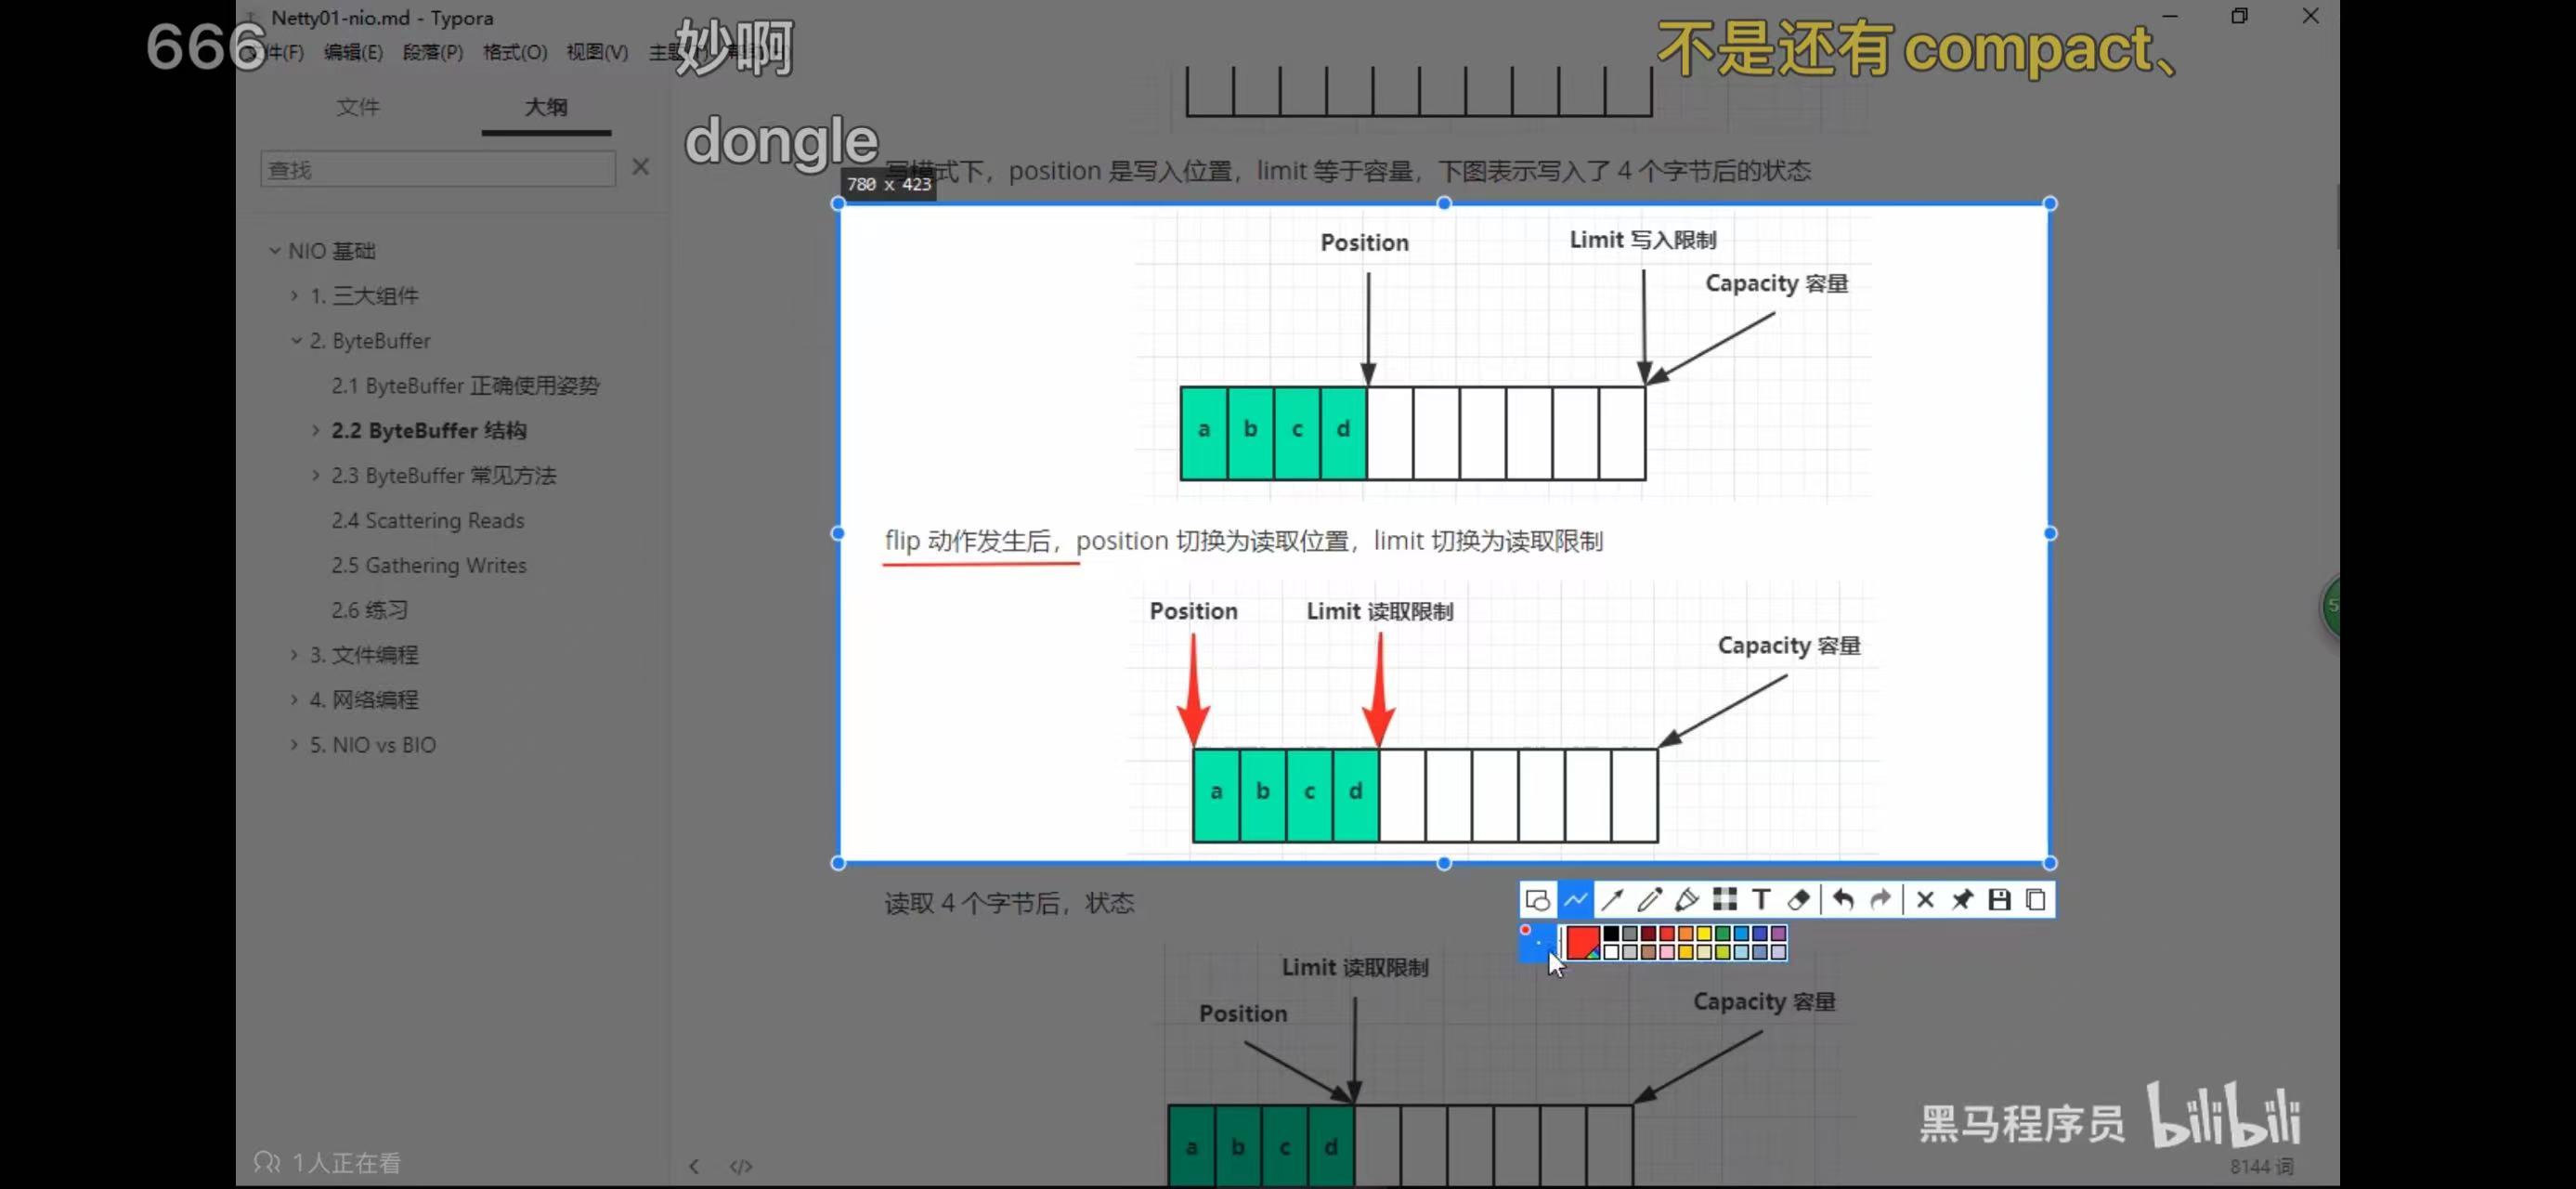 Netty01-nio.md - Typora
666
件(F) 编辑(E) 段落(P) 格式(O) 视图(V)
妙啊
不是还有compact、
文件 大纲
dongle
查找
写模式下，position 是写入位置，limit 等于容量，下图表示写入了 4 个字节后的状态
780 x 423
NIO 基础
1. 三大组件
2. ByteBuffer
2.1 ByteBuffer 正确使用姿势
2.2 ByteBuffer 结构
2.3 ByteBuffer 常见方法
2.4 Scattering Reads
2.5 Gathering Writes
2.6 练习
3. 文件编程
4. 网络编程
5. NIO vs BIO
Position
Limit 写入限制
Capacity 容量
a b c d
flip 动作发生后，position 切换为读取位置，limit 切换为读取限制
Position
Limit 读取限制
Capacity 容量
a b c d
读取 4 个字节后，状态
T
Limit 读取限制
Position
Capacity 容量
a b c d
黑马程序员 bilibili
1人正在看
</>
8144 词
5